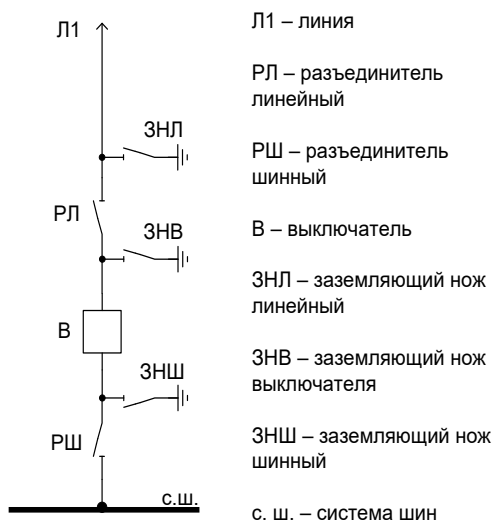 Л1
ЗНЛ
РЛ
ЗНВ
В
ЗНШ
РШ
с.ш.
Л1 – линия
РЛ – разъединитель
линейный
РШ – разъединитель
шинный
В – выключатель
ЗНЛ – заземляющий нож
линейный
ЗНВ – заземляющий нож
выключателя
ЗНШ – заземляющий нож
шинный
с. ш. – система шин